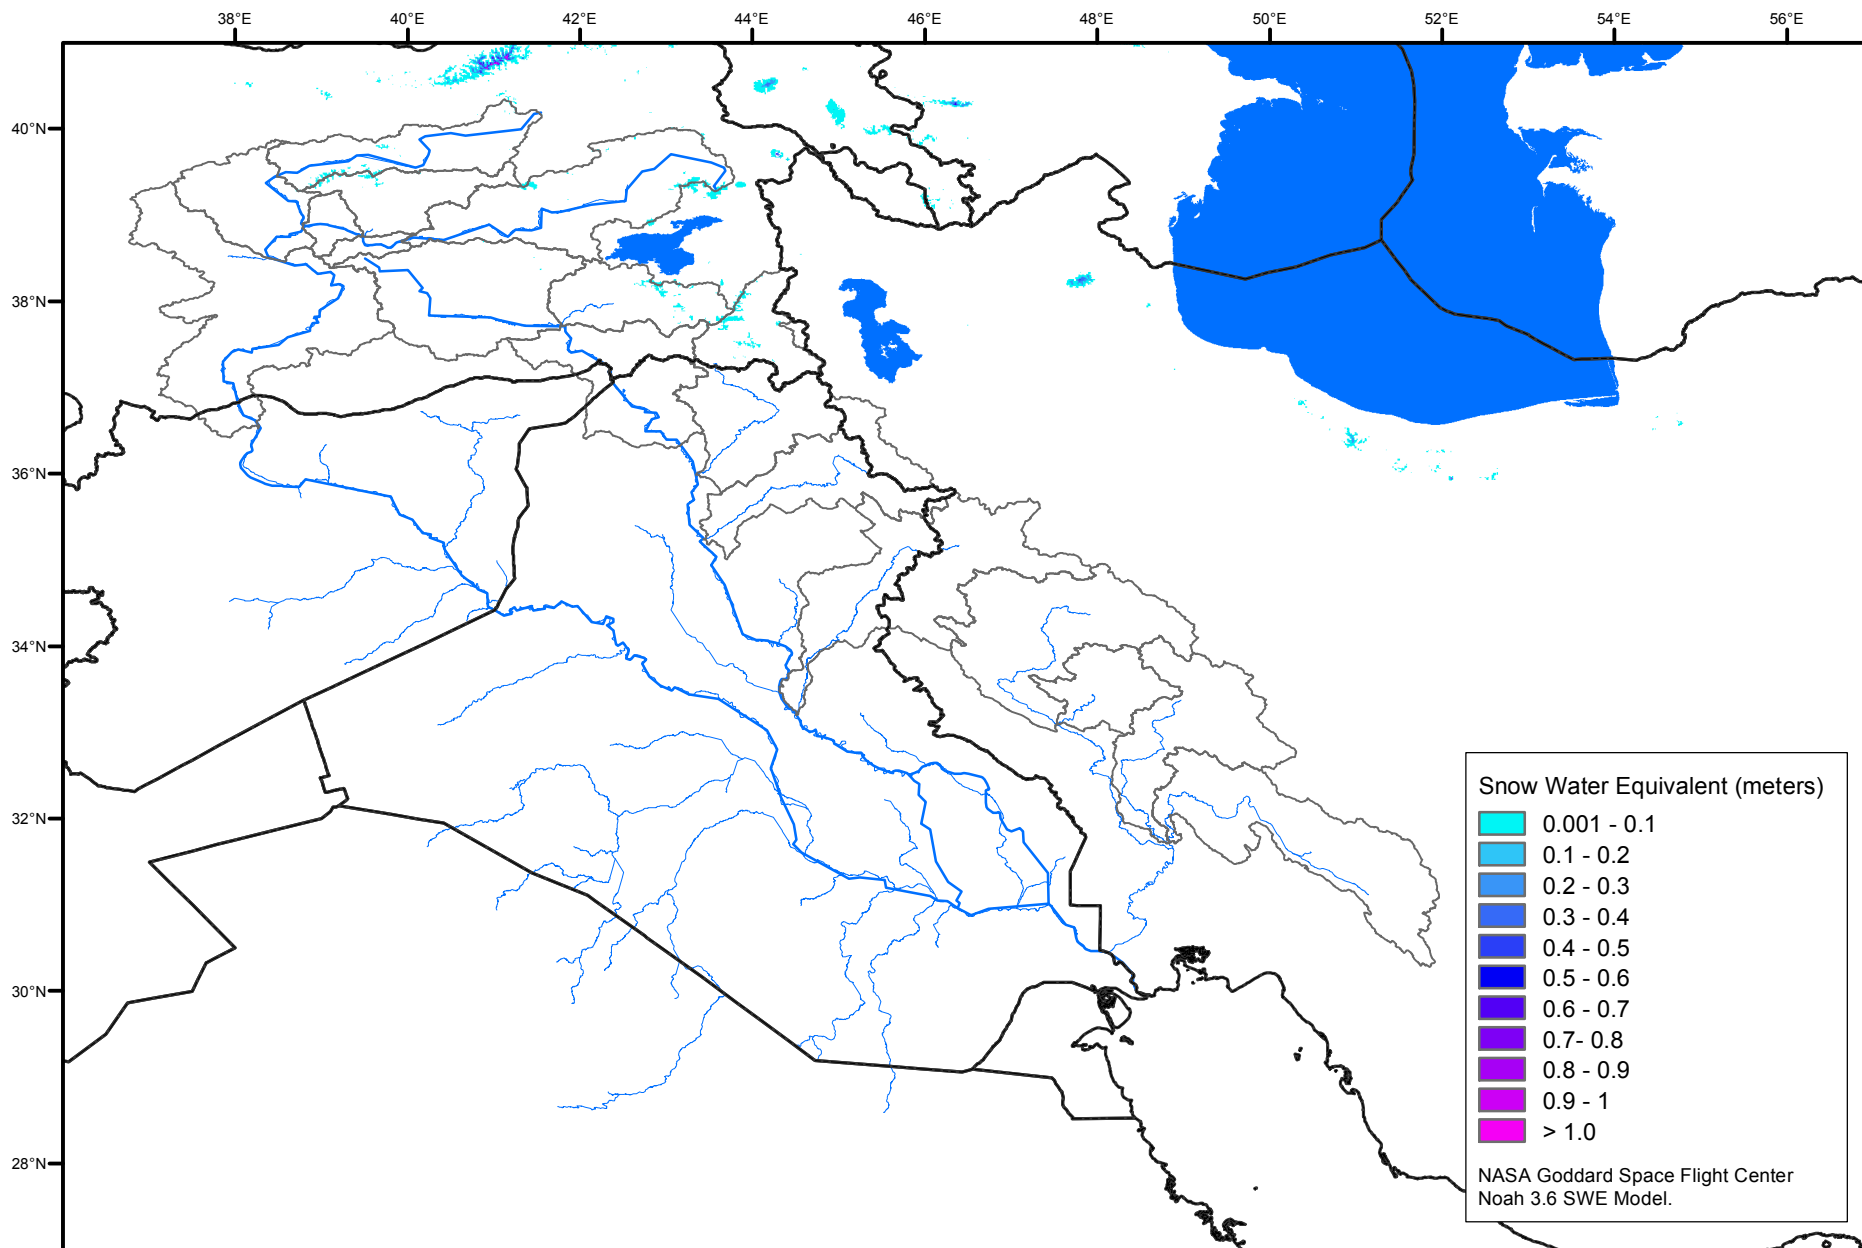 38°E 40°E 42°E 44°E 46°E 48°E 50°E 52°E 54°E 56°E
40°N
38°N
36°N
34°N
32°N
30°N
28°N
Snow Water Equivalent (meters)
0.001 - 0.1
0.1 - 0.2
0.2 - 0.3
0.3 - 0.4
0.4 - 0.5
0.5 - 0.6
0.6 - 0.7
0.7- 0.8
0.8 - 0.9
0.9 - 1
> 1.0
NASA Goddard Space Flight Center
Noah 3.6 SWE Model.